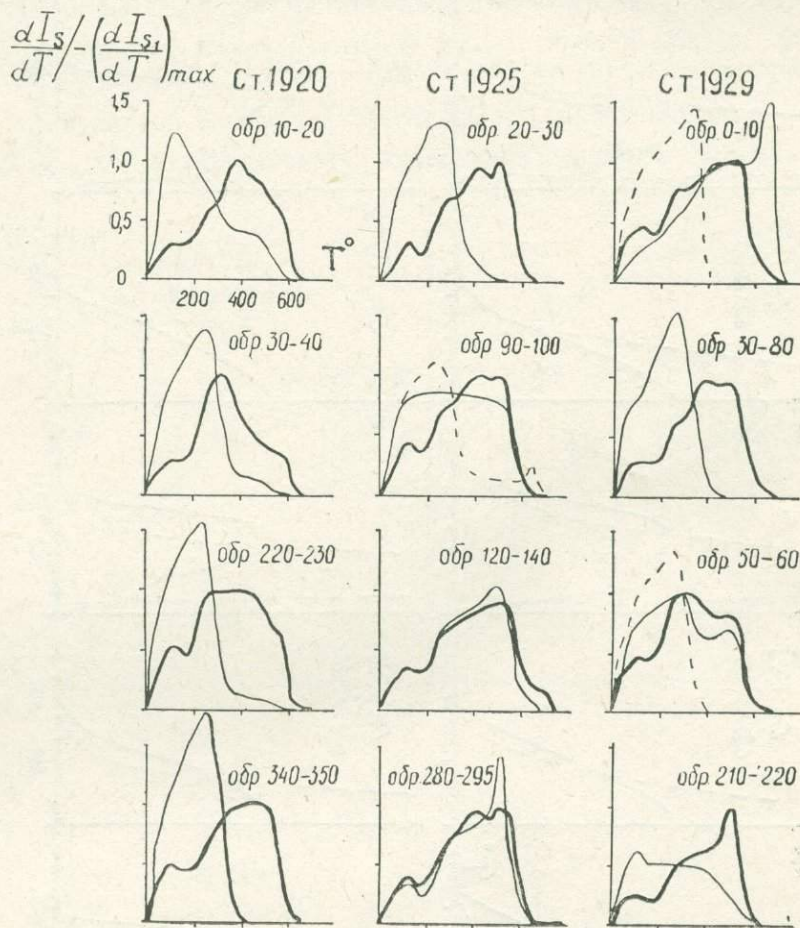 dI_S/dT / -(dI_S1/dT)max Ст.1920 СТ 1925 СТ 1929
1,5
обр 10-20 обр 20-30 обр 0-10
1,0
0,5
T°
0
200 400 600
обр 30-40 обр 90-100 обр 30-80
обр 220-230 обр 120-140 обр 50-60
обр 340-350 обр.280-295 обр 210-220